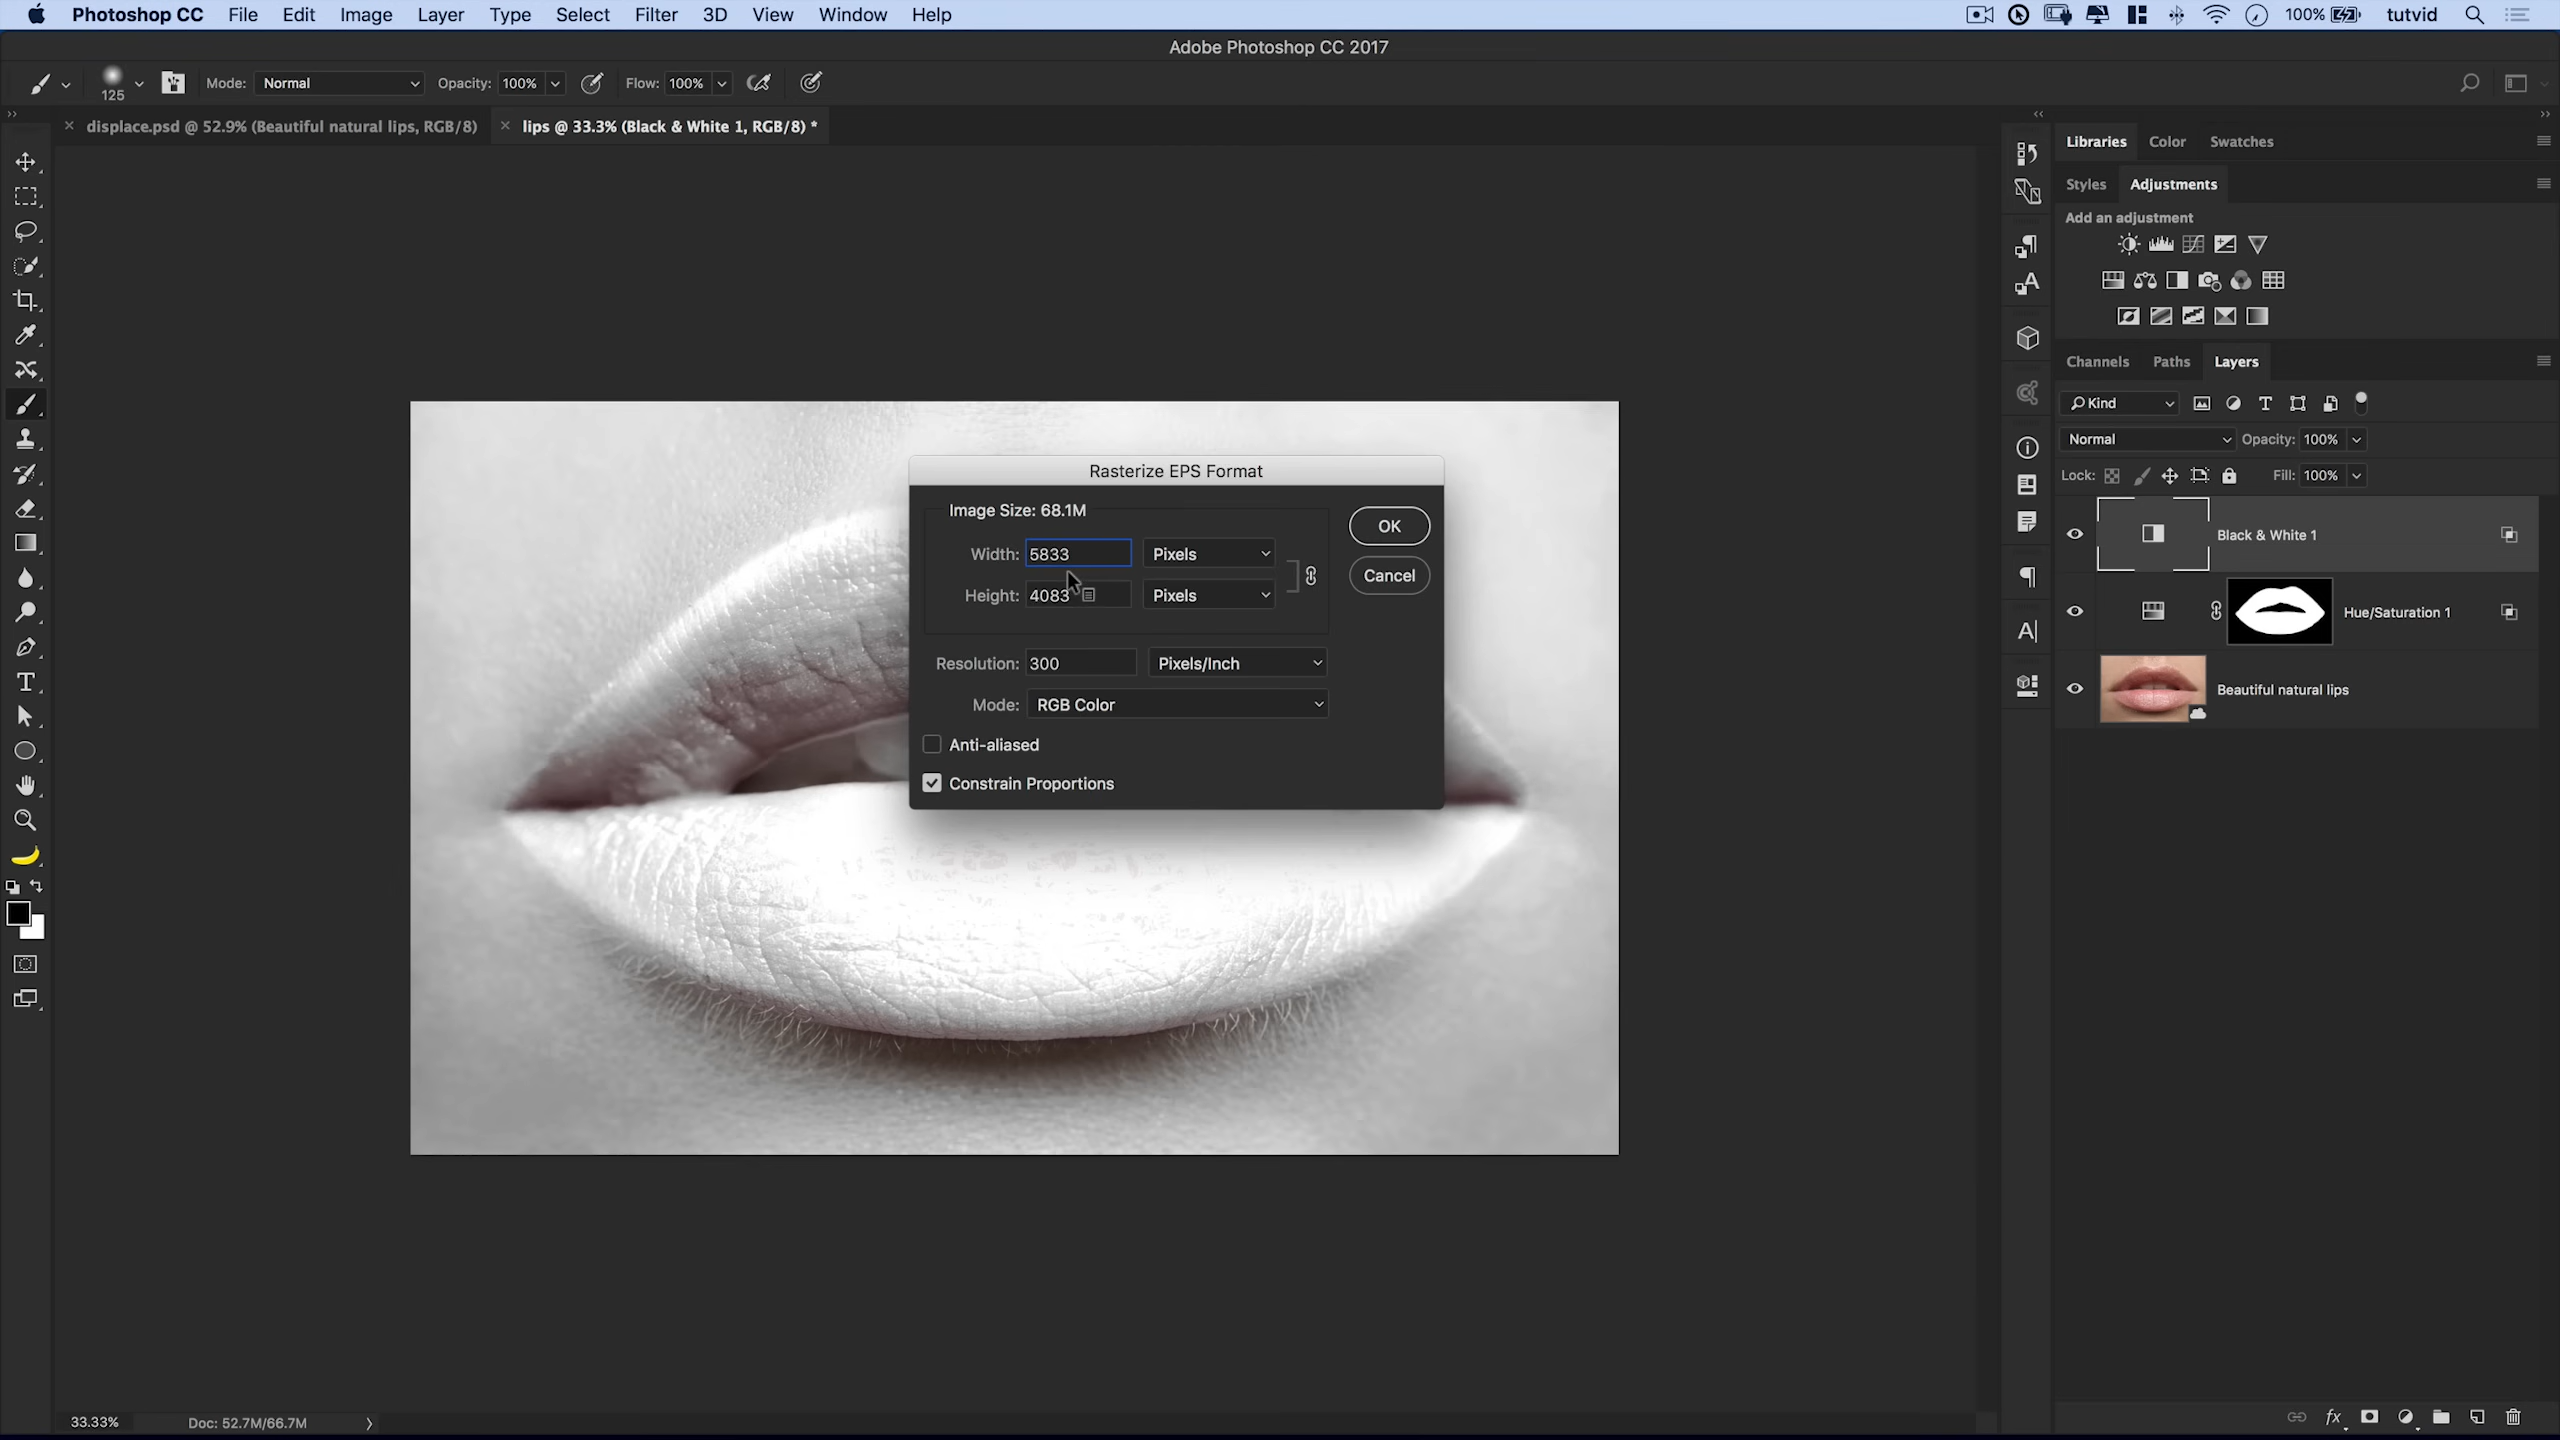 Photoshop CC File Edit Image Layer Type Select Filter 3D View Window Help 100% tutvid
Adobe Photoshop CC 2017
125 Mode: Normal Opacity: 100% Flow: 100%
displace.psd @ 52.9% (Beautiful natural lips, RGB/8) lips @ 33.3% (Black & White 1, RGB/8) *
Libraries Color Swatches
Styles Adjustments
Add an adjustment
Channels Paths Layers
Kind
Normal Opacity: 100%
Lock: Fill: 100%
Black & White 1
Hue/Saturation 1
Beautiful natural lips
Rasterize EPS Format
Image Size: 68.1M
Width: 5833 Pixels
Height: 4083 Pixels
Resolution: 300 Pixels/Inch
Mode: RGB Color
Anti-aliased
Constrain Proportions
OK
Cancel
33.33% Doc: 52.7M/66.7M